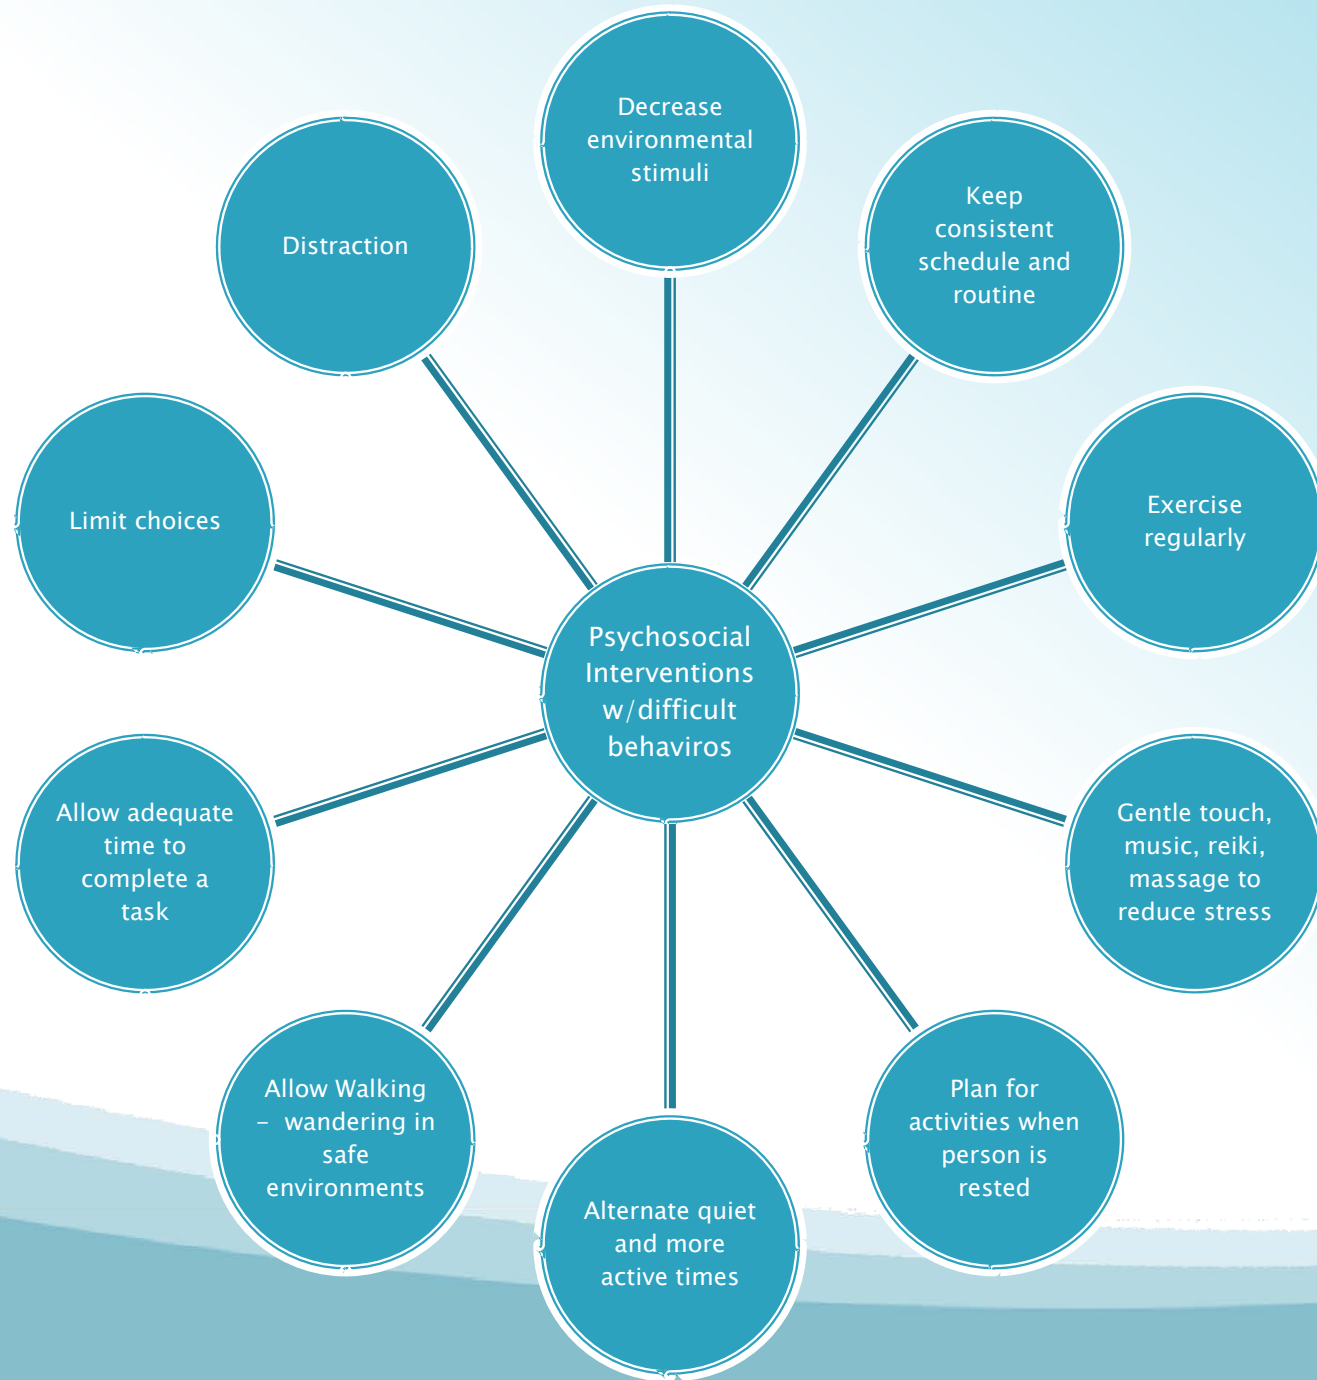 Decrease
environmental
stimuli
Keep
consistent
schedule and
routine
Exercise
regularly
Gentle touch,
music, reiki,
massage to
reduce stress
Plan for
activities when
person is
rested
Alternate quiet
and more
active times
Allow Walking
– wandering in
safe
environments
Allow adequate
time to
complete a
task
Limit choices
Distraction
Psychosocial
Interventions
w/difficult
behaviros